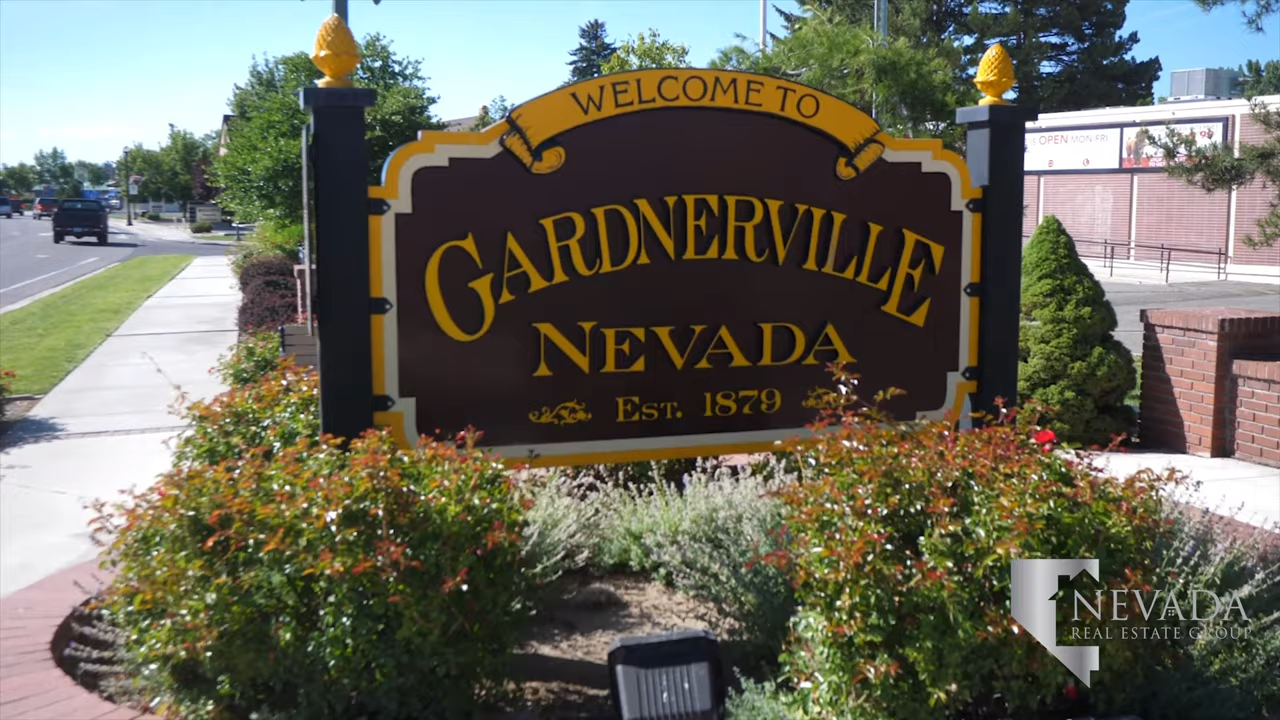 WELCOME TO
GARDNERVILLE
NEVADA
EST. 1879
OPEN MON-FRI
NEVADA
REAL ESTATE GROUP